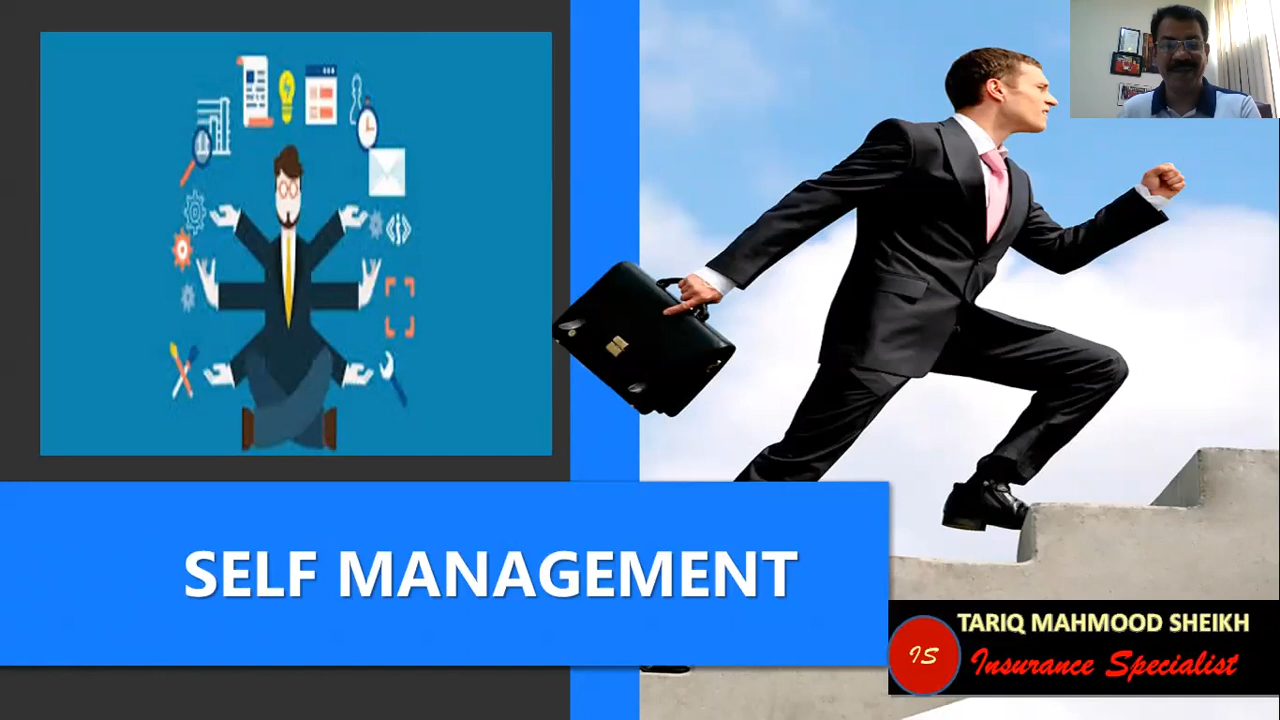 SELF MANAGEMENT
TARIQ MAHMOOD SHEIKH
IS
Insurance Specialist